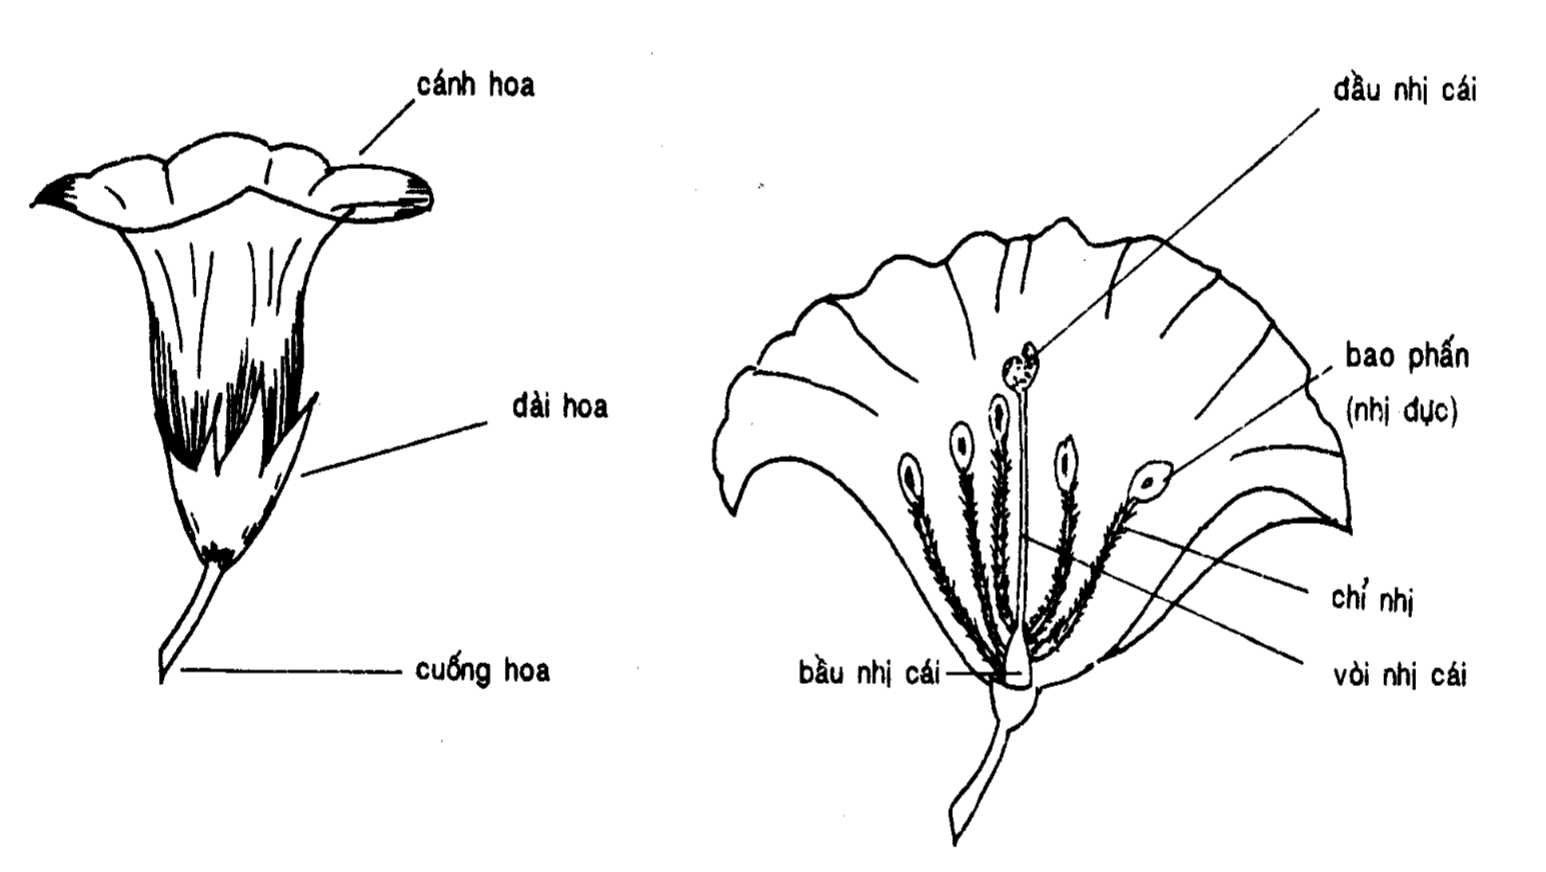 cánh hoa
đài hoa
cuống hoa
đầu nhị cái
bao phấn
(nhị đực)
chỉ nhị
vòi nhị cái
bầu nhị cái